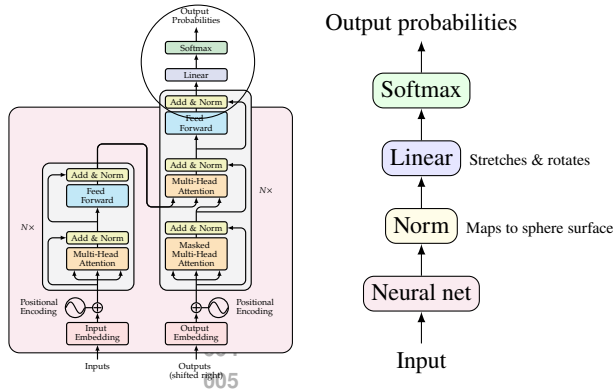 Output
Probabilities
Softmax
Linear
Add & Norm
Feed
Forward
Add & Norm
Multi-Head
Attention
Add & Norm
Masked
Multi-Head
Attention
N×
Positional
Encoding
Output
Embedding
Outputs
(shifted right)
Add & Norm
Feed
Forward
Add & Norm
Multi-Head
Attention
N×
Positional
Encoding
Input
Embedding
Inputs
005
Output probabilities
Softmax
Linear
Stretches & rotates
Norm
Maps to sphere surface
Neural net
Input